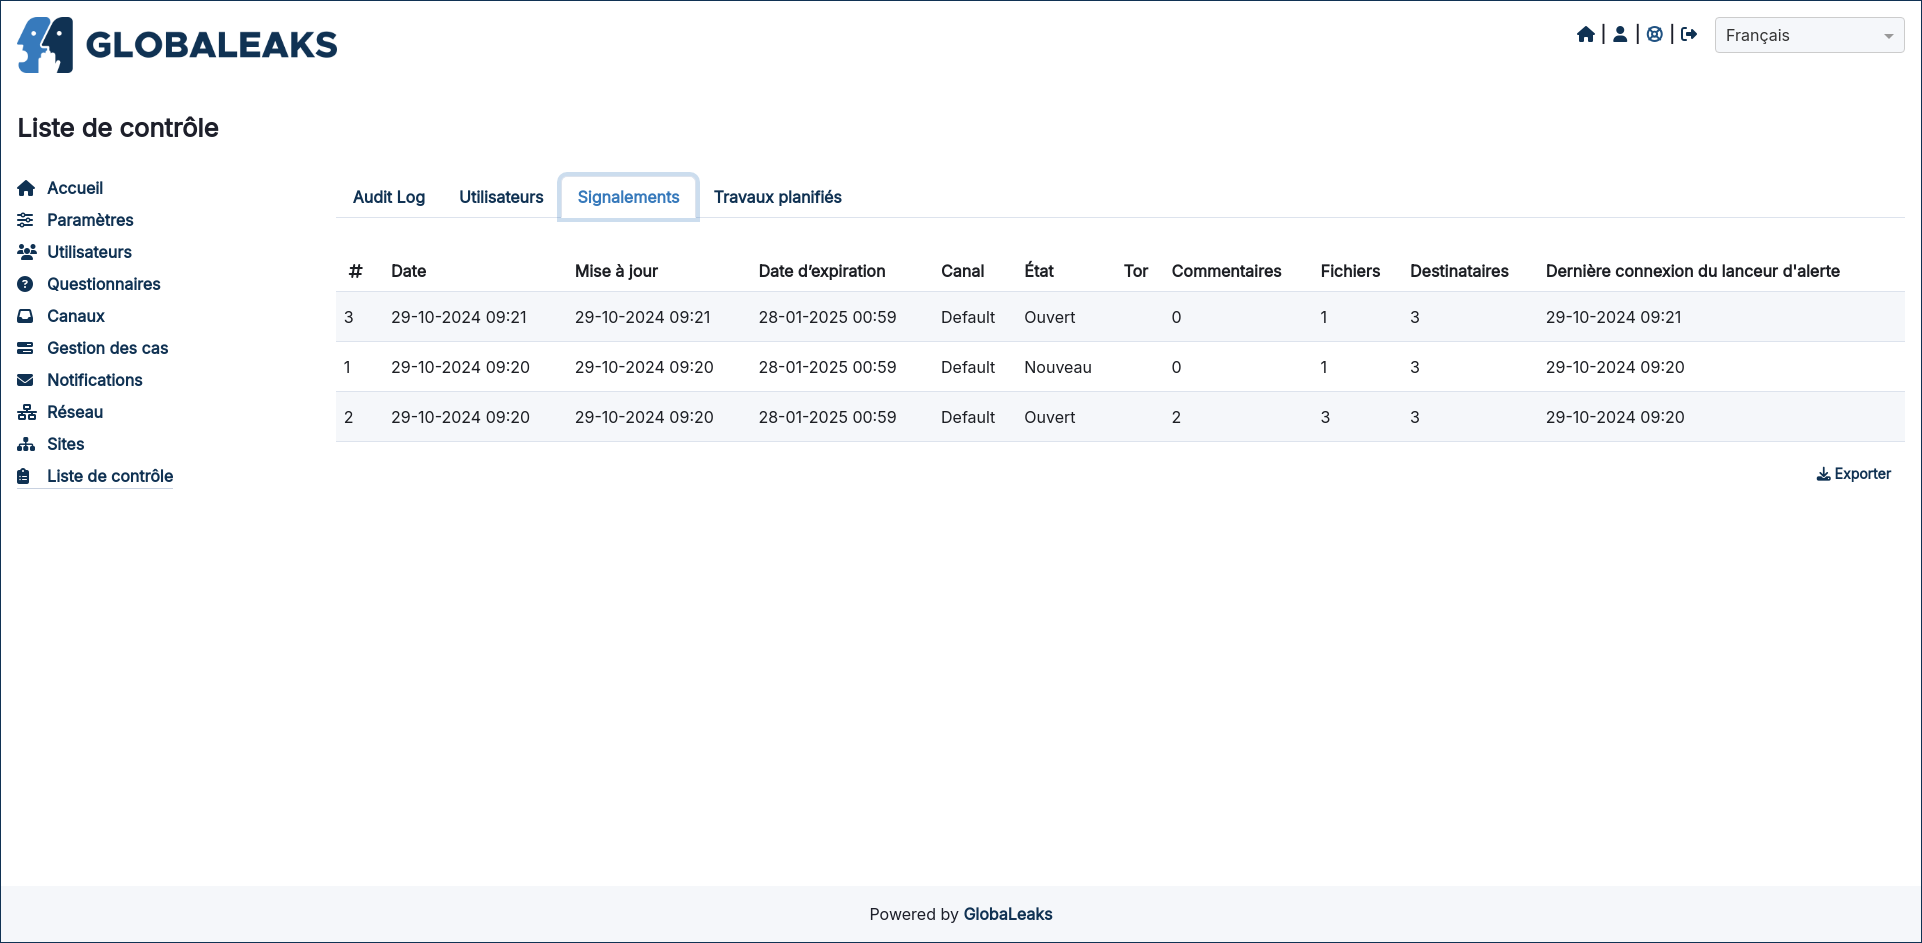 GLOBALEAKS
Français
Liste de contrôle
Accueil
Paramètres
Utilisateurs
Questionnaires
Canaux
Gestion des cas
Notifications
Réseau
Sites
Liste de contrôle
Audit Log Utilisateurs Signalements Travaux planifiés
# Date Mise à jour Date d’expiration Canal État Tor Commentaires Fichiers Destinataires Dernière connexion du lanceur d'alerte
3 29-10-2024 09:21 29-10-2024 09:21 28-01-2025 00:59 Default Ouvert 0 1 3 29-10-2024 09:21
1 29-10-2024 09:20 29-10-2024 09:20 28-01-2025 00:59 Default Nouveau 0 1 3 29-10-2024 09:20
2 29-10-2024 09:20 29-10-2024 09:20 28-01-2025 00:59 Default Ouvert 2 3 3 29-10-2024 09:20
Exporter
Powered by GlobaLeaks